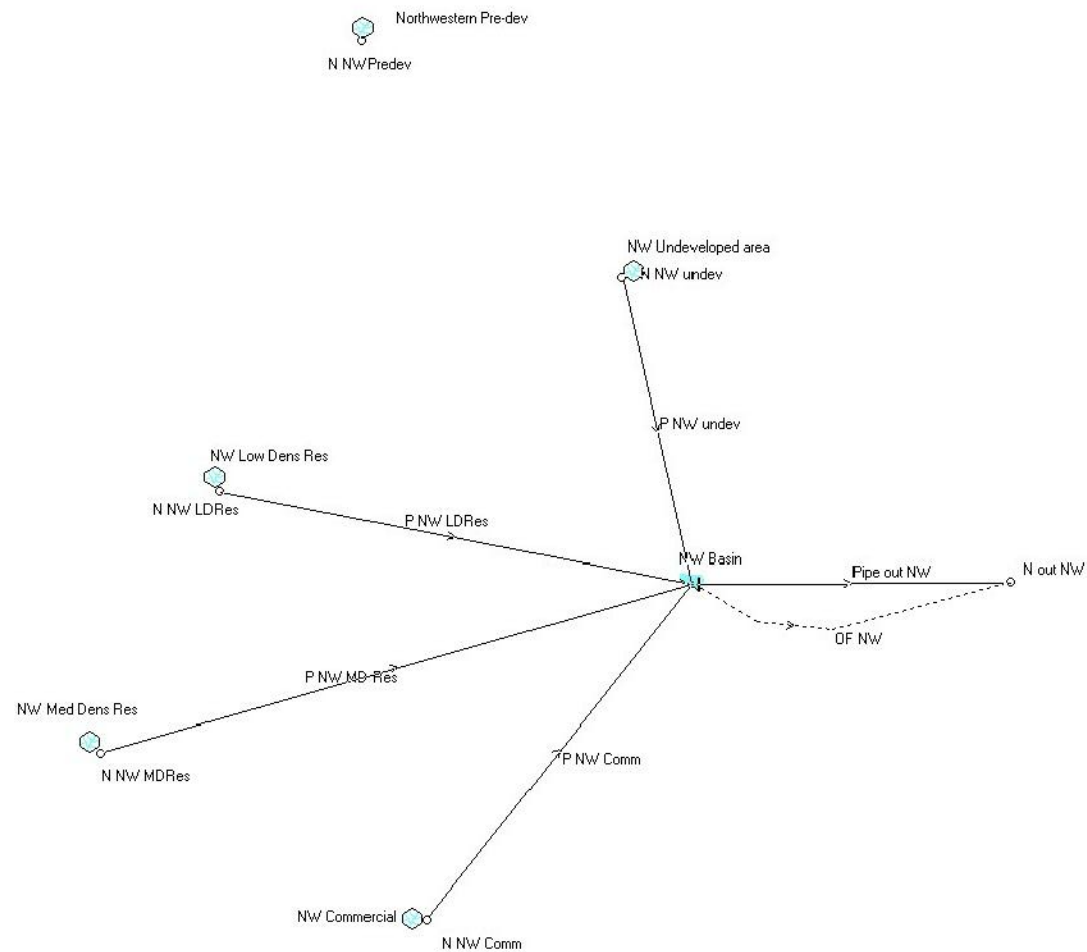 Northwestern Pre-dev
N NWPredev
NW Undeveloped area
N NW undev
P NW undev
NW Low Dens Res
N NW LDRes
P NW LDRes
NW Basin
Pipe out NW
N out NW
OF NW
P NW MD Res
NW Med Dens Res
N NW MDRes
P NW Comm
NW Commercial
N NW Comm